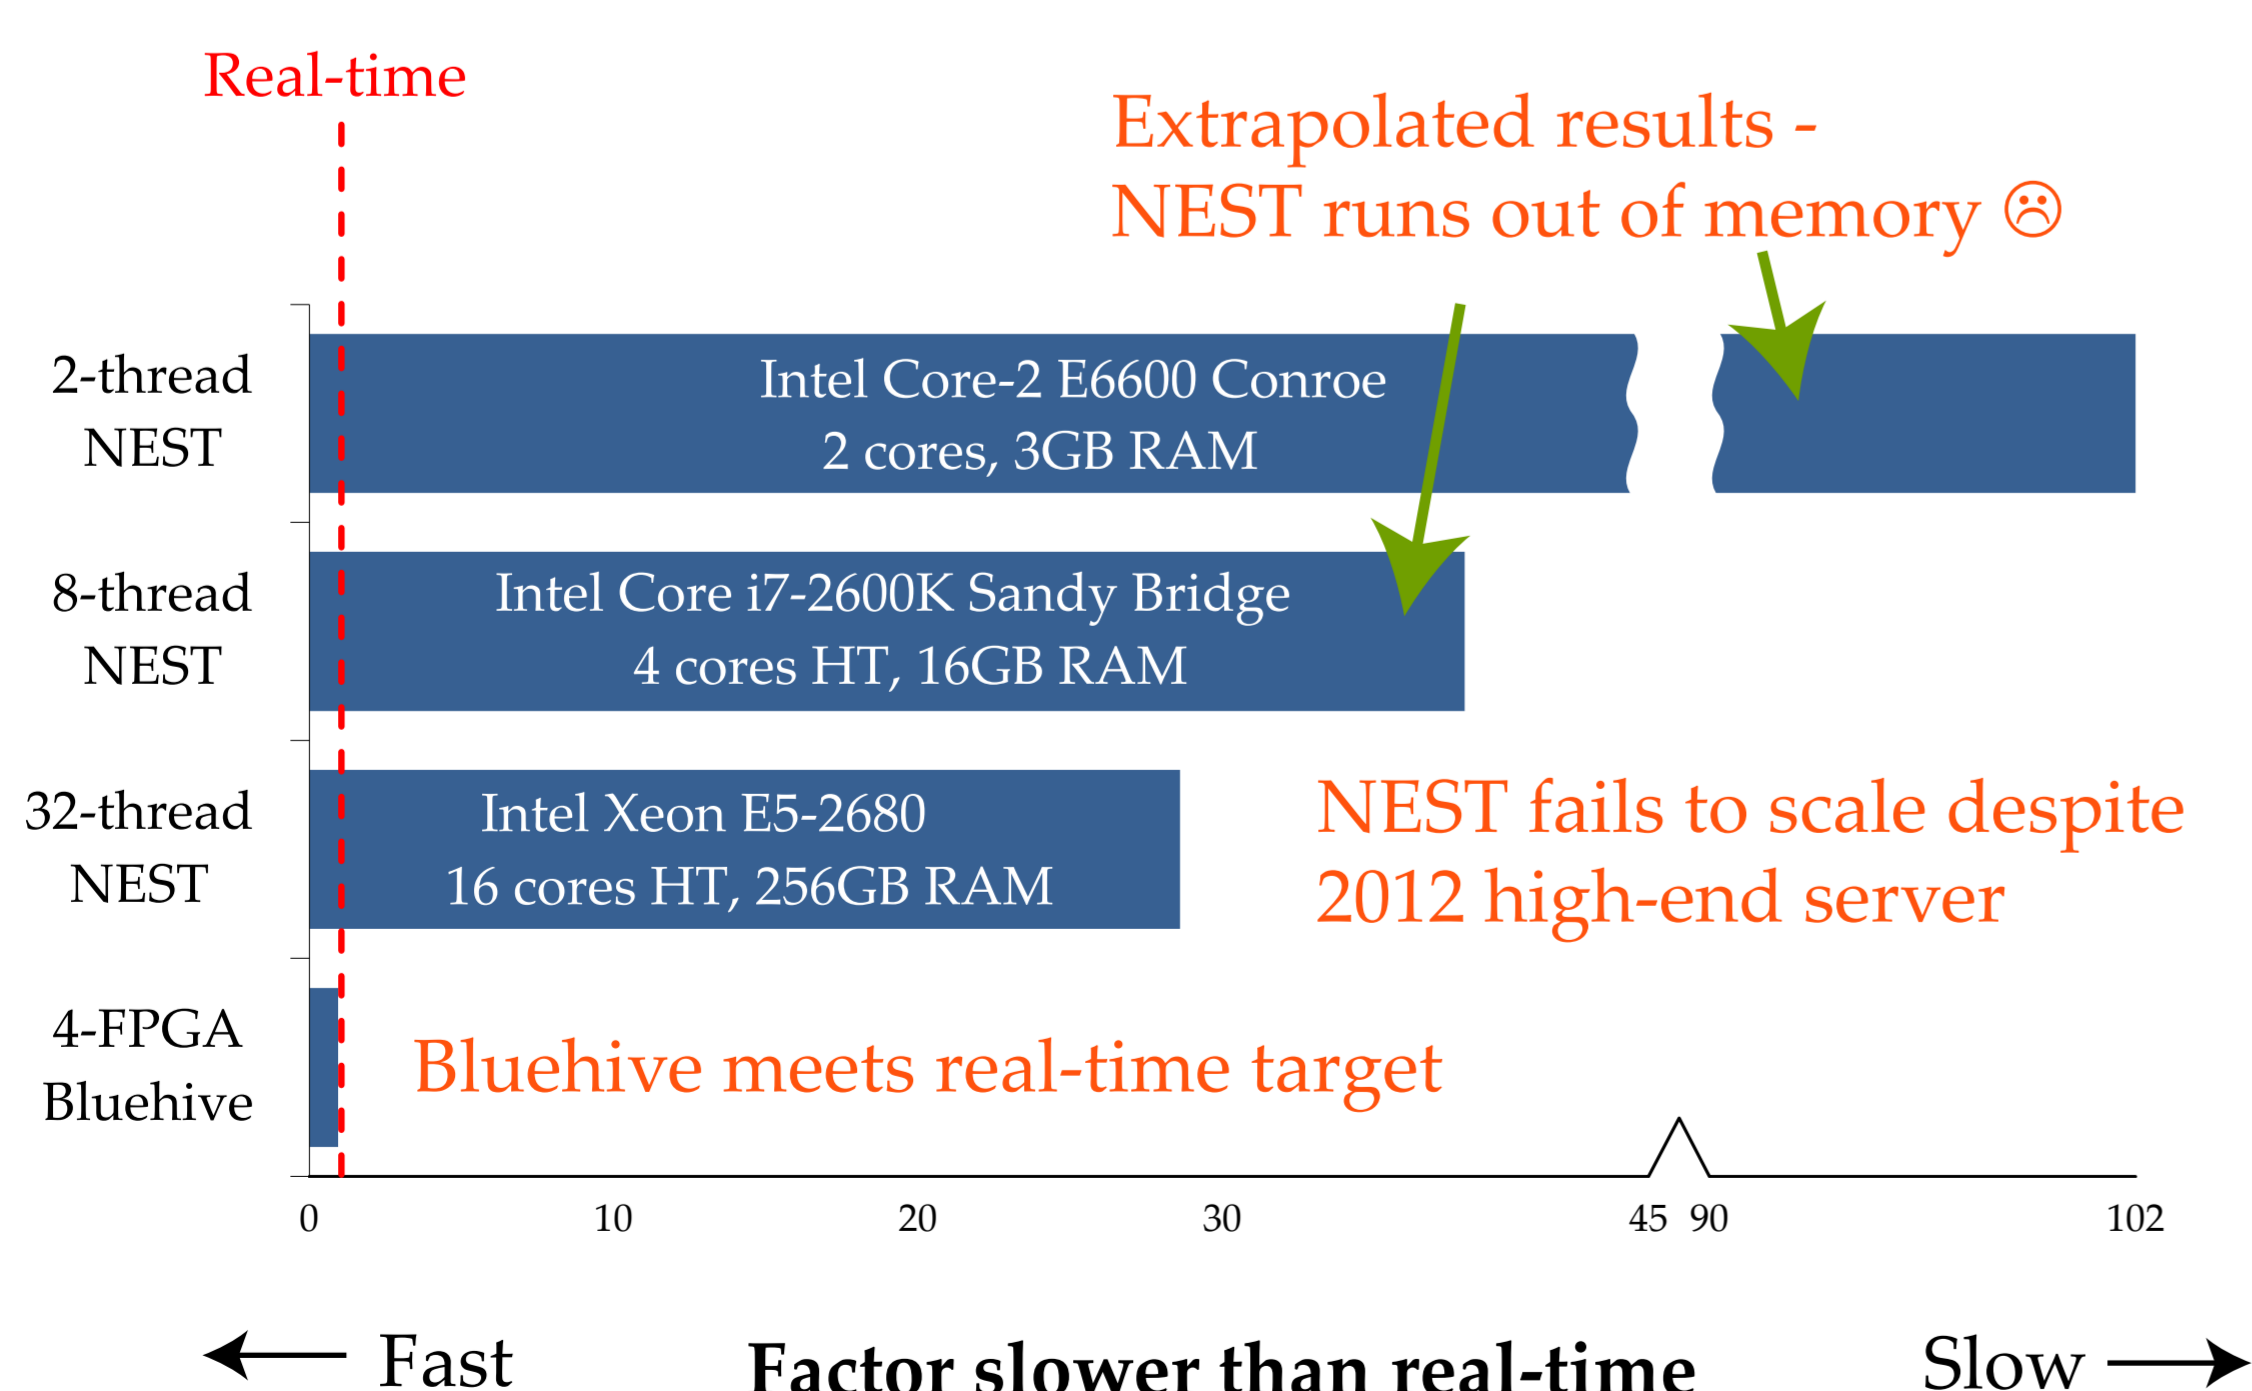 Real-time
Extrapolated results -
NEST runs out of memory ☹
2-thread
NEST
Intel Core-2 E6600 Conroe
2 cores, 3GB RAM
8-thread
NEST
Intel Core i7-2600K Sandy Bridge
4 cores HT, 16GB RAM
32-thread
NEST
Intel Xeon E5-2680
16 cores HT, 256GB RAM
NEST fails to scale despite
2012 high-end server
4-FPGA
Bluehive
Bluehive meets real-time target
0 10 20 30 45 90 102
Fast Factor slower than real-time Slow